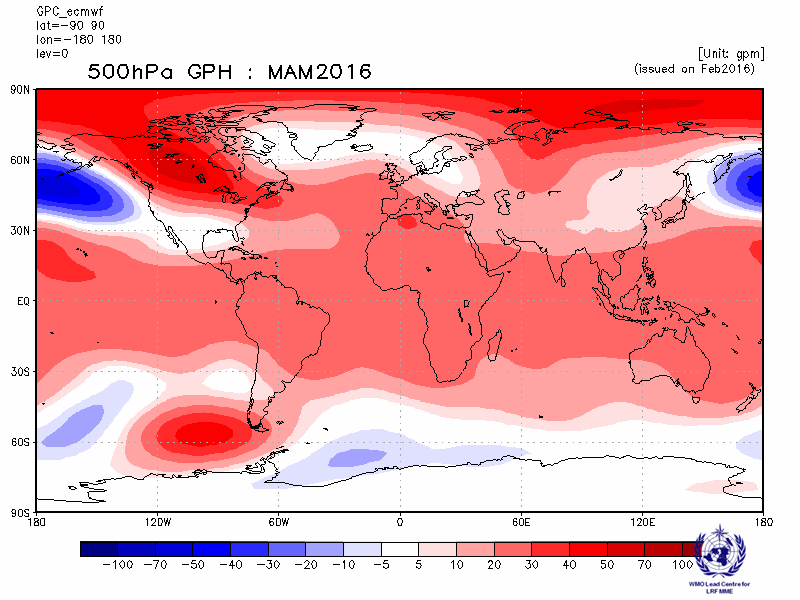 GPC_ecmwf
lat=-90 90
lon=-180 180
lev=0
[Unit: gpm]
500hPa GPH : MAM2016
(issued on Feb2016)
90N
60N
30N
EQ
30S
60S
90S
180 120W 60W 0 60E 120E 180
-100 -70 -50 -40 -30 -20 -10 -5 5 10 20 30 40 50 70 100
WMO Lead Centre for
LRF MME